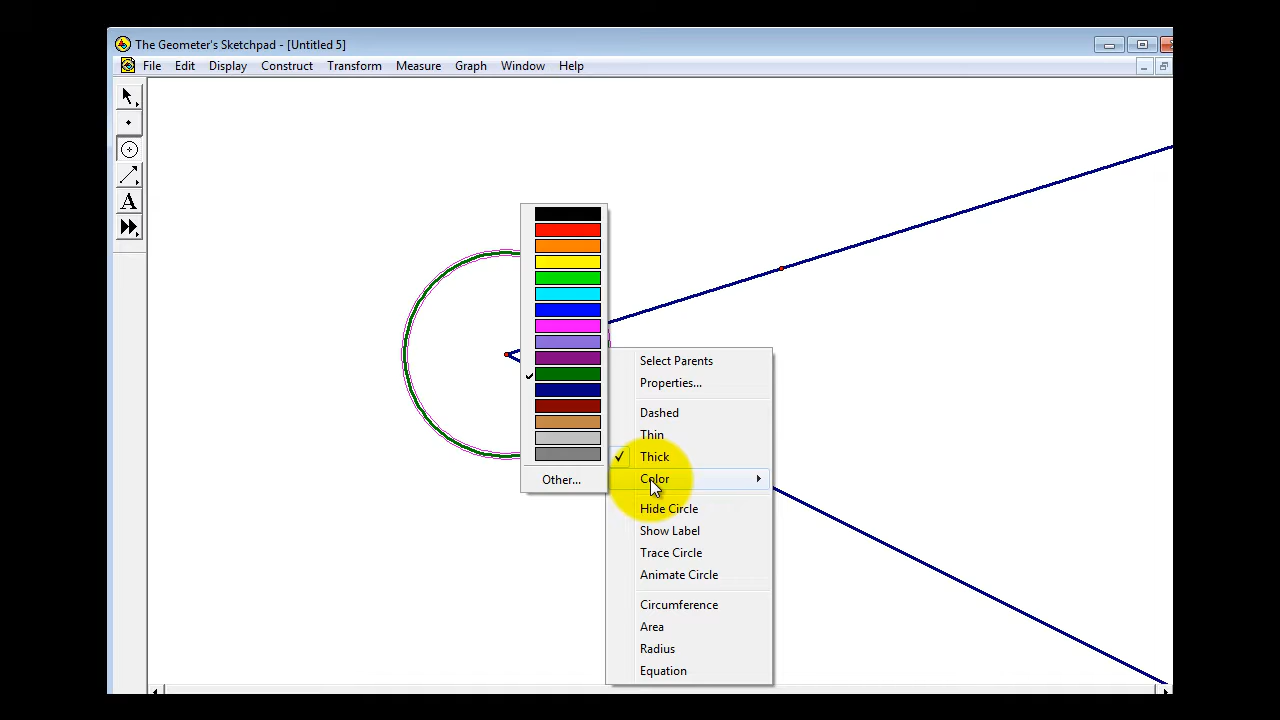 The Geometer's Sketchpad - [Untitled 5]
File Edit Display Construct Transform Measure Graph Window Help
A
Select Parents
Properties...
Dashed
Thin
Thick
Color
Other...
Hide Circle
Show Label
Trace Circle
Animate Circle
Circumference
Area
Radius
Equation